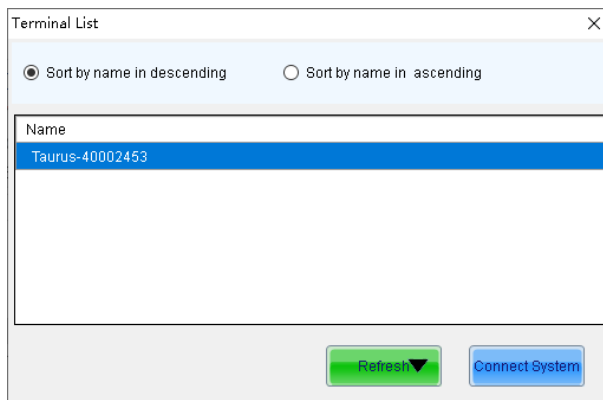 Terminal List
Sort by name in descending
Sort by name in ascending
Name
Taurus-40002453
Refresh
Connect System